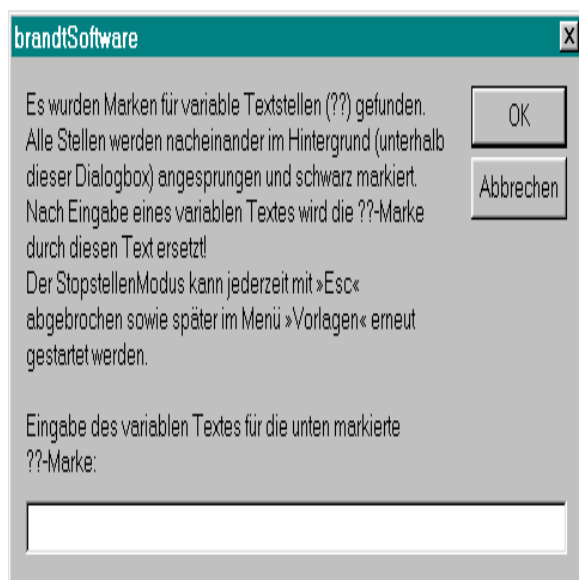 brandtSoftware
Es wurden Marken für variable Textstellen (??) gefunden.
Alle Stellen werden nacheinander im Hintergrund (unterhalb
dieser Dialogbox) angesprungen und schwarz markiert.
Nach Eingabe eines variablen Textes wird die ??-Marke
durch diesen Text ersetzt!
Der StopstellenModus kann jederzeit mit »Esc«
abgebrochen sowie später im Menü »Vorlagen« erneut
gestartet werden.
OK
Abbrechen
Eingabe des variablen Textes für die unten markierte
??-Marke: